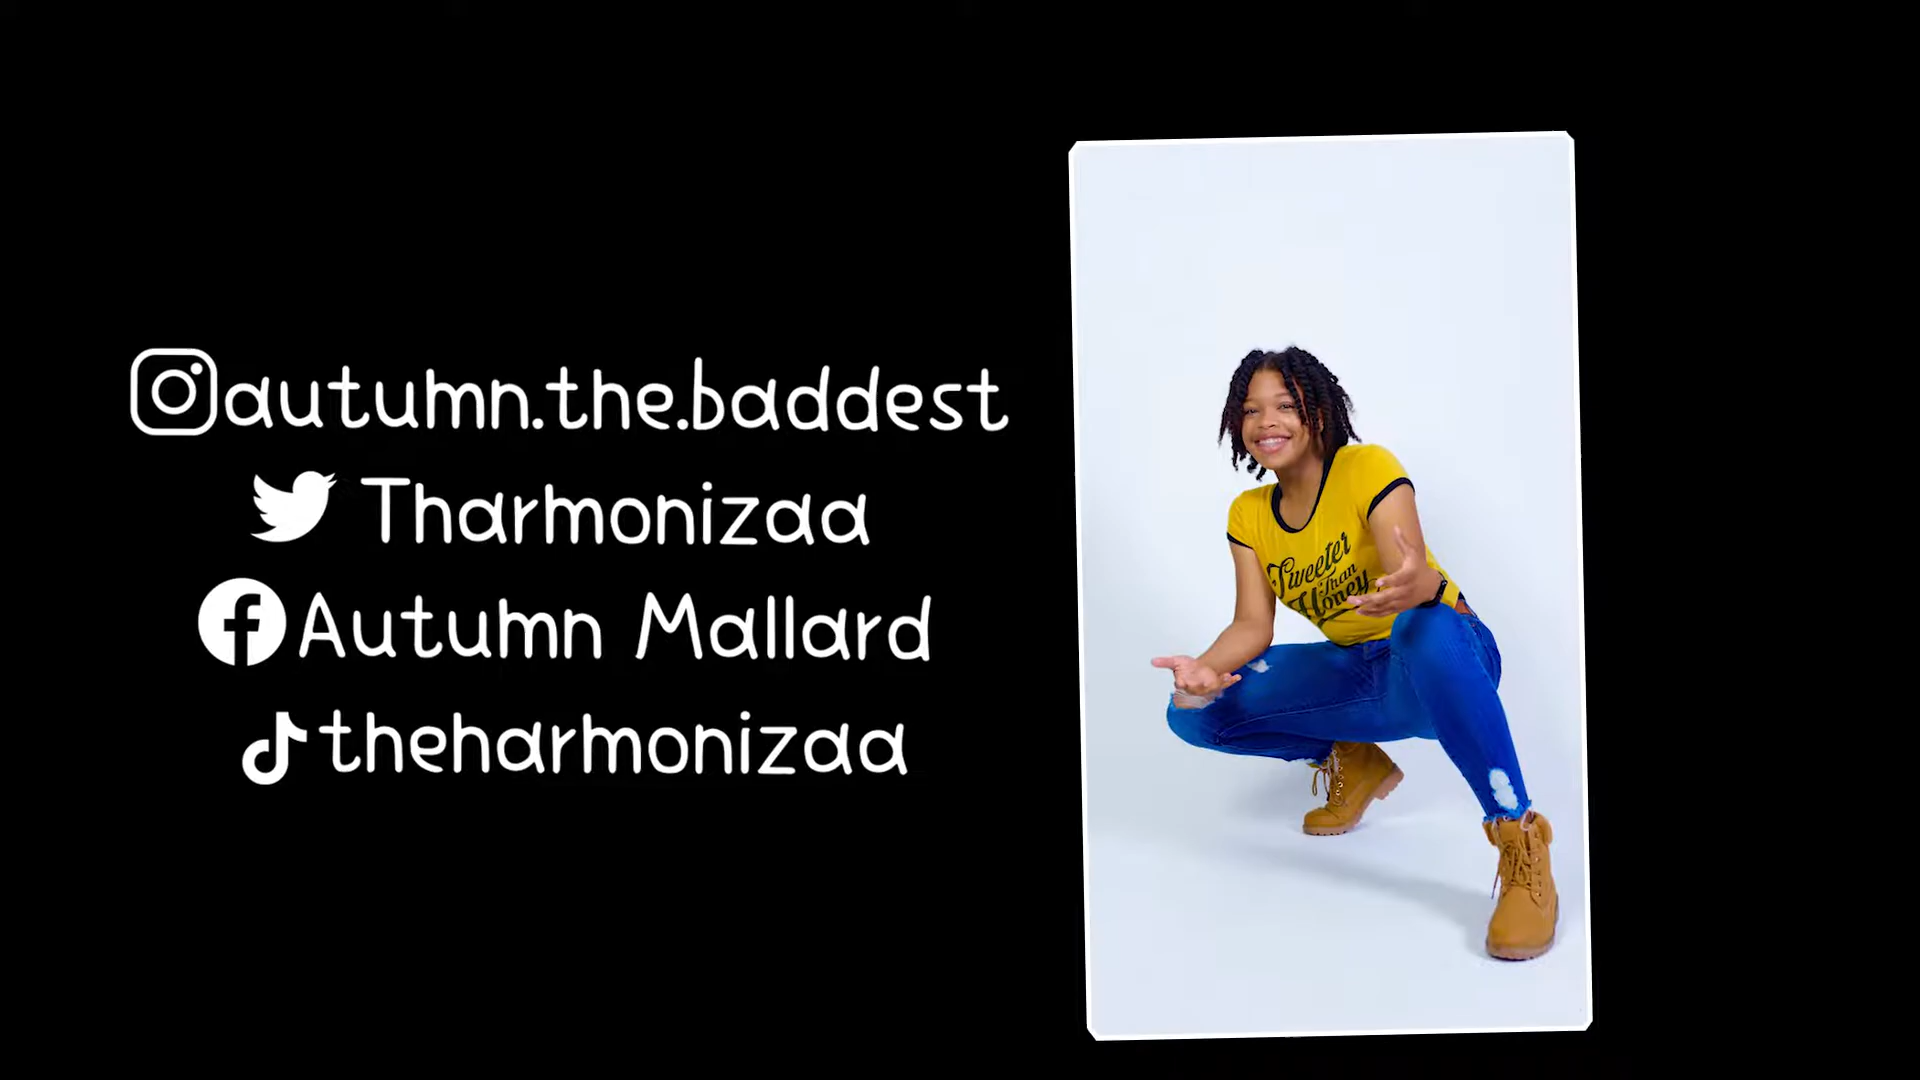 autumn.the.baddest
Tharmonizaa
Autumn Mallard
theharmonizaa
Sweeter
Than
Honey